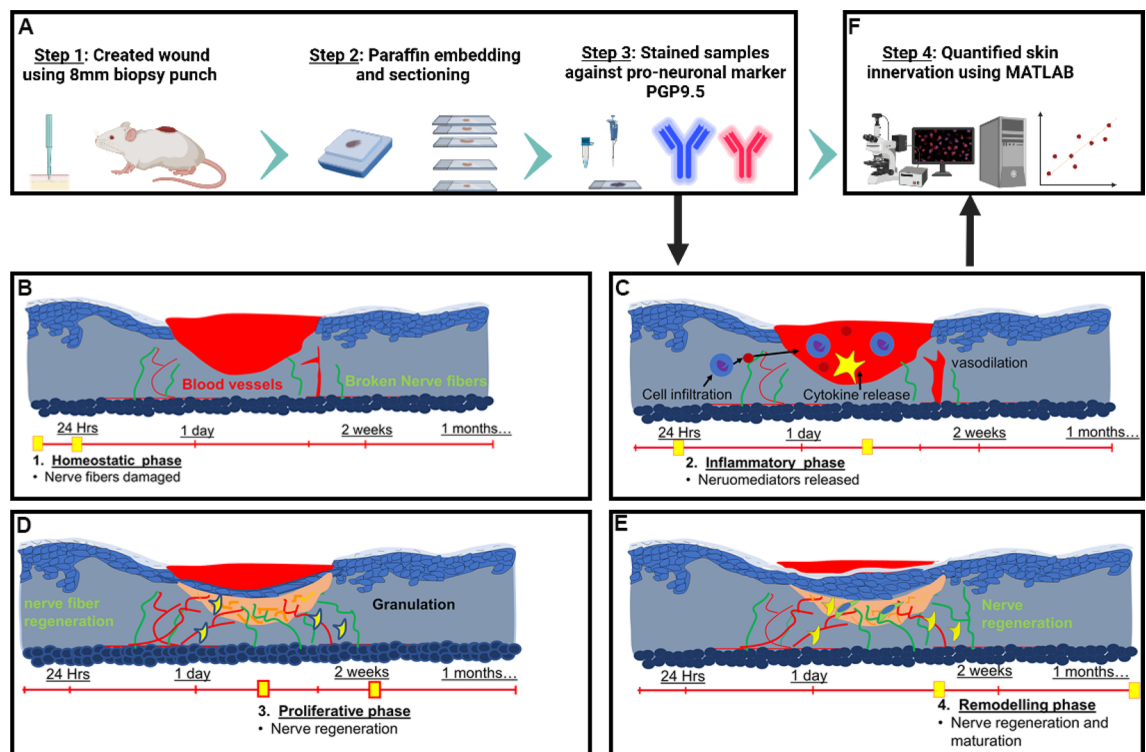 A
Step 1: Created wound
using 8mm biopsy punch
Step 2: Paraffin embedding
and sectioning
Step 3: Stained samples
against pro-neuronal marker
PGP9.5
F
Step 4: Quantified skin
innervation using MATLAB
B
Blood vessels
Broken Nerve fibers
24 Hrs
1 day
2 weeks
1 months...
1. Homeostatic phase
• Nerve fibers damaged
C
vasodilation
Cell infiltration
Cytokine release
24 Hrs
1 day
2 weeks
1 months...
2. Inflammatory phase
• Neruomediators released
D
nerve fiber
regeneration
Granulation
24 Hrs
1 day
2 weeks
1 months...
3. Proliferative phase
• Nerve regeneration
E
Nerve
regeneration
24 Hrs
1 day
2 weeks
1 months...
4. Remodelling phase
• Nerve regeneration and
maturation